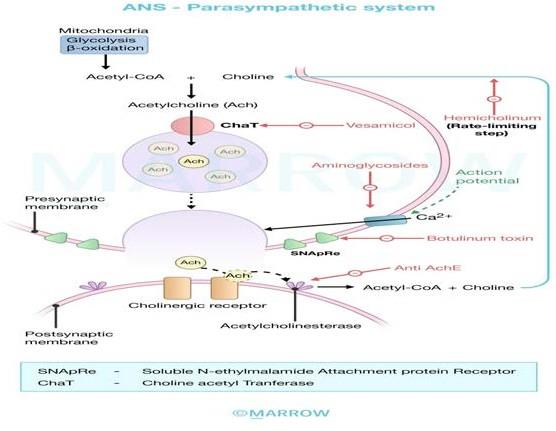 ANS - Parasympathetic system
Mitochondria
Glycolysis
β-oxidation
Acetyl-CoA + Choline
Acetylcholine (Ach)
ChaT
Vesamicol
Hemicholinum
(Rate-limiting
step)
Ach
Ach
Ach
Ach
Ach
MARROW
Aminoglycosides
Action
potential
Presynaptic
membrane
Ca²⁺
SNApRe
Botulinum toxin
Ach
Ach
Anti AchE
Acetyl-CoA + Choline
Cholinergic receptor
Acetylcholinesterase
Postsynaptic
membrane
SNApRe - Soluble N-ethylmalamide Attachment protein Receptor
ChaT - Choline acetyl Tranferase
©MARROW